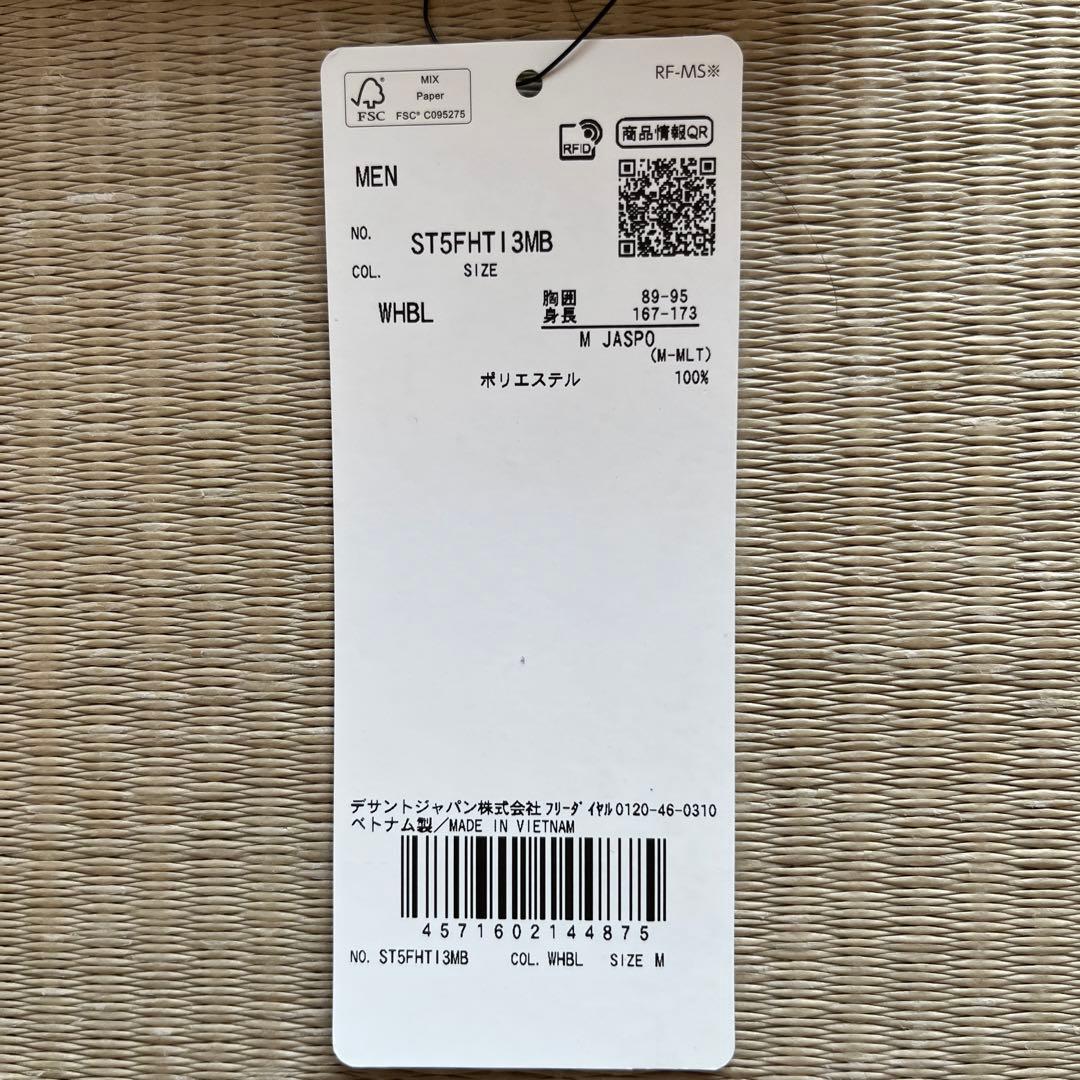 MIX
Paper
FSC® C095275
FSC
RF-MS※
RFID
商品情報QR
MEN
NO. ST5FHTI3MB
COL. SIZE
WHBL
胸囲 89-95
身長 167-173
M JASPO
(M-MLT)
ポリエステル 100%
デサントジャパン株式会社 フリーダイヤル 0120-46-0310
ベトナム製/MADE IN VIETNAM
4571602144875
NO. ST5FHTI3MB COL. WHBL SIZE M